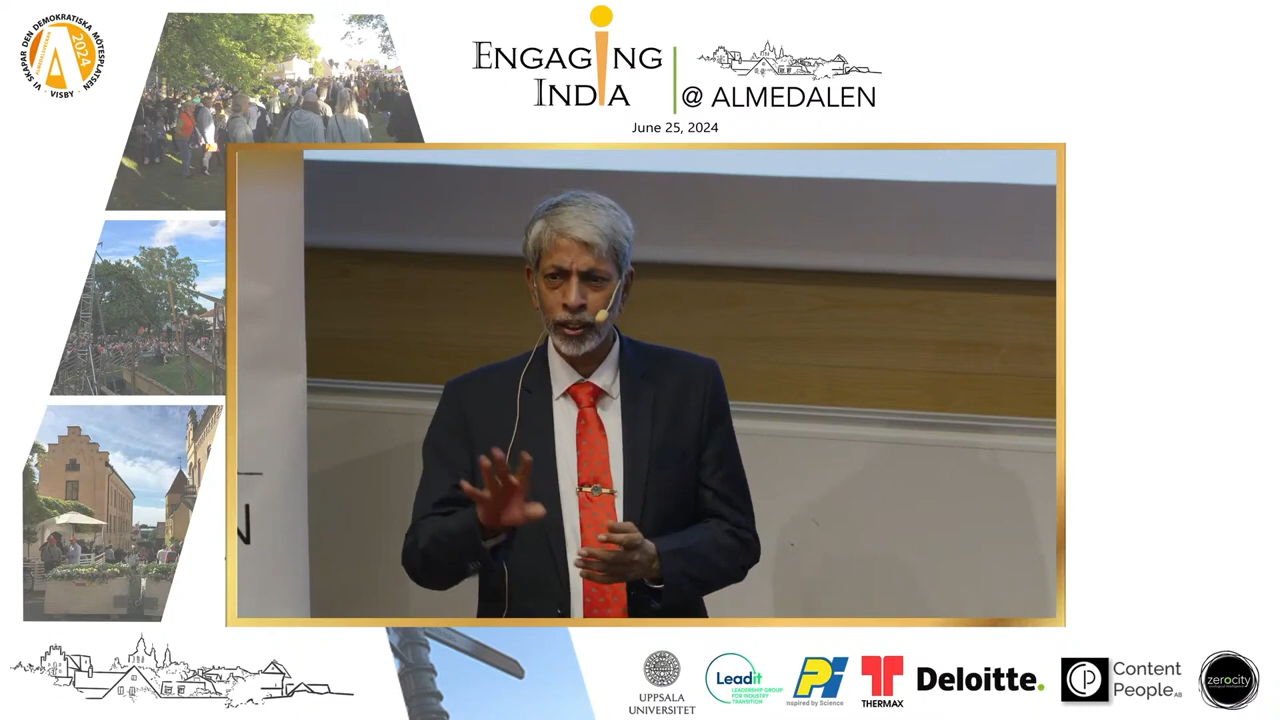 VI SKAPAR DEN DEMOKRATISKA MÖTESPLATSEN
2024
· VISBY ·
ENGAGING
INDIA
@ ALMEDALEN
June 25, 2024
N
UPPSALA
UNIVERSITET
Leadit
LEADERSHIP GROUP
FOR INDUSTRY
TRANSITION
Pi
Inspired by Science
THERMAX
Deloitte.
Content
People AB
zerocity